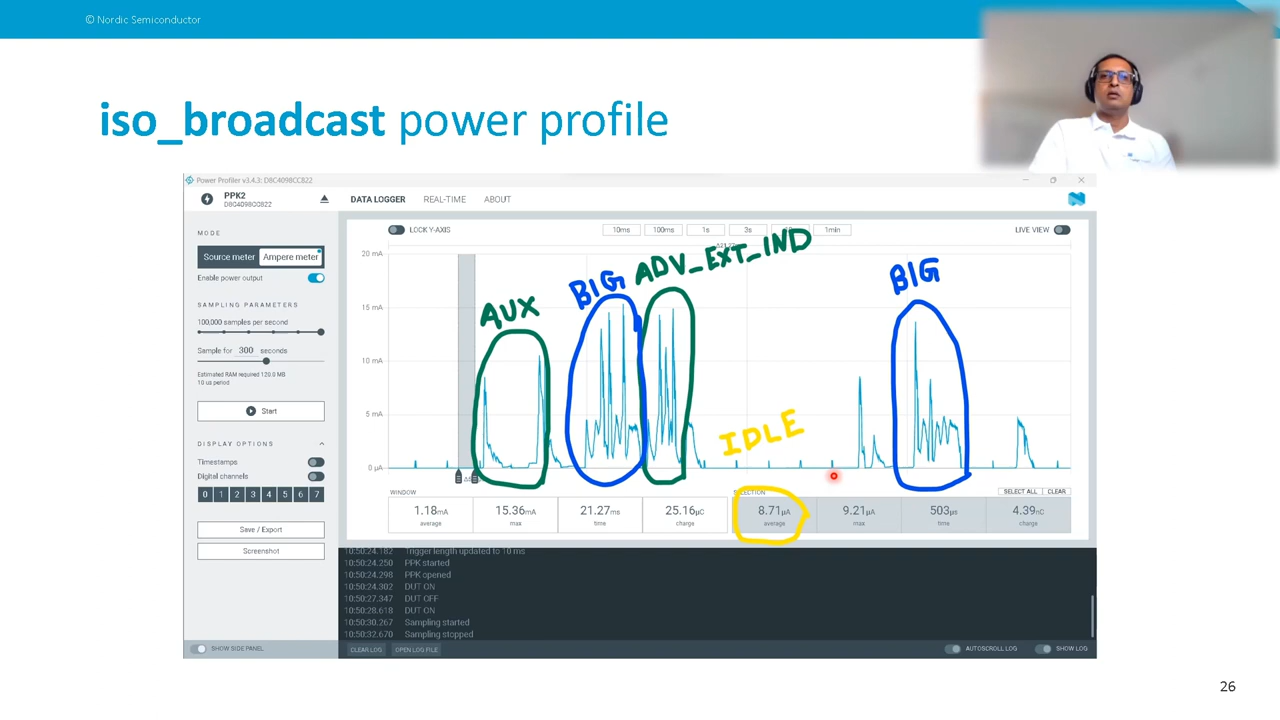 © Nordic Semiconductor
iso_broadcast power profile
Power Profiler v3.4.3: D8C4098CC822
PPK2
D8C4098CC822
DATA LOGGER REAL-TIME ABOUT
MODE
Source meter Ampere meter
Enable power output
SAMPLING PARAMETERS
100,000 samples per second
Sample for 300 seconds
Estimated RAM required 120.0 MB
10 us period
Start
DISPLAY OPTIONS
Timestamps
Digital channels
0 1 2 3 4 5 6 7
Save / Export
Screenshot
SHOW SIDE PANEL
LOCK Y-AXIS
10ms 100ms 1s 3s 1min
LIVE VIEW
20 mA
15 mA
10 mA
5 mA
0 µA
AUX
BIG
ADV_EXT_IND
BIG
IDLE
WINDOW
1.18mA average
15.36mA max
21.27ms time
25.16µC charge
SELECTION
SELECT ALL CLEAR
8.71µA average
9.21µA max
503µs time
4.39nC charge
10:50:24.182 Trigger length updated to 10 ms
10:50:24.250 PPK started
10:50:24.298 PPK opened
10:50:24.302 DUT ON
10:50:27.347 DUT OFF
10:50:28.618 DUT ON
10:50:30.267 Sampling started
10:50:32.670 Sampling stopped
CLEAR LOG OPEN LOG FILE
AUTOSCROLL LOG SHOW LOG
26